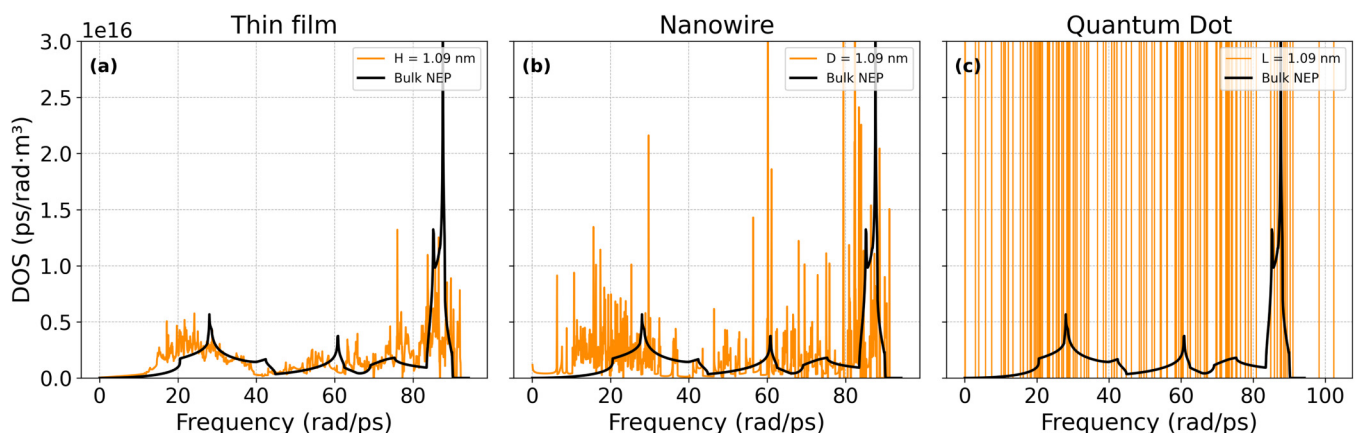 Thin film
Nanowire
Quantum Dot
1e16
3.0
2.5
2.0
1.5
1.0
0.5
0.0
DOS (ps/rad·m³)
(a)
H = 1.09 nm
Bulk NEP
0 20 40 60 80
Frequency (rad/ps)
(b)
D = 1.09 nm
Bulk NEP
0 20 40 60 80
Frequency (rad/ps)
(c)
L = 1.09 nm
Bulk NEP
0 20 40 60 80 100
Frequency (rad/ps)